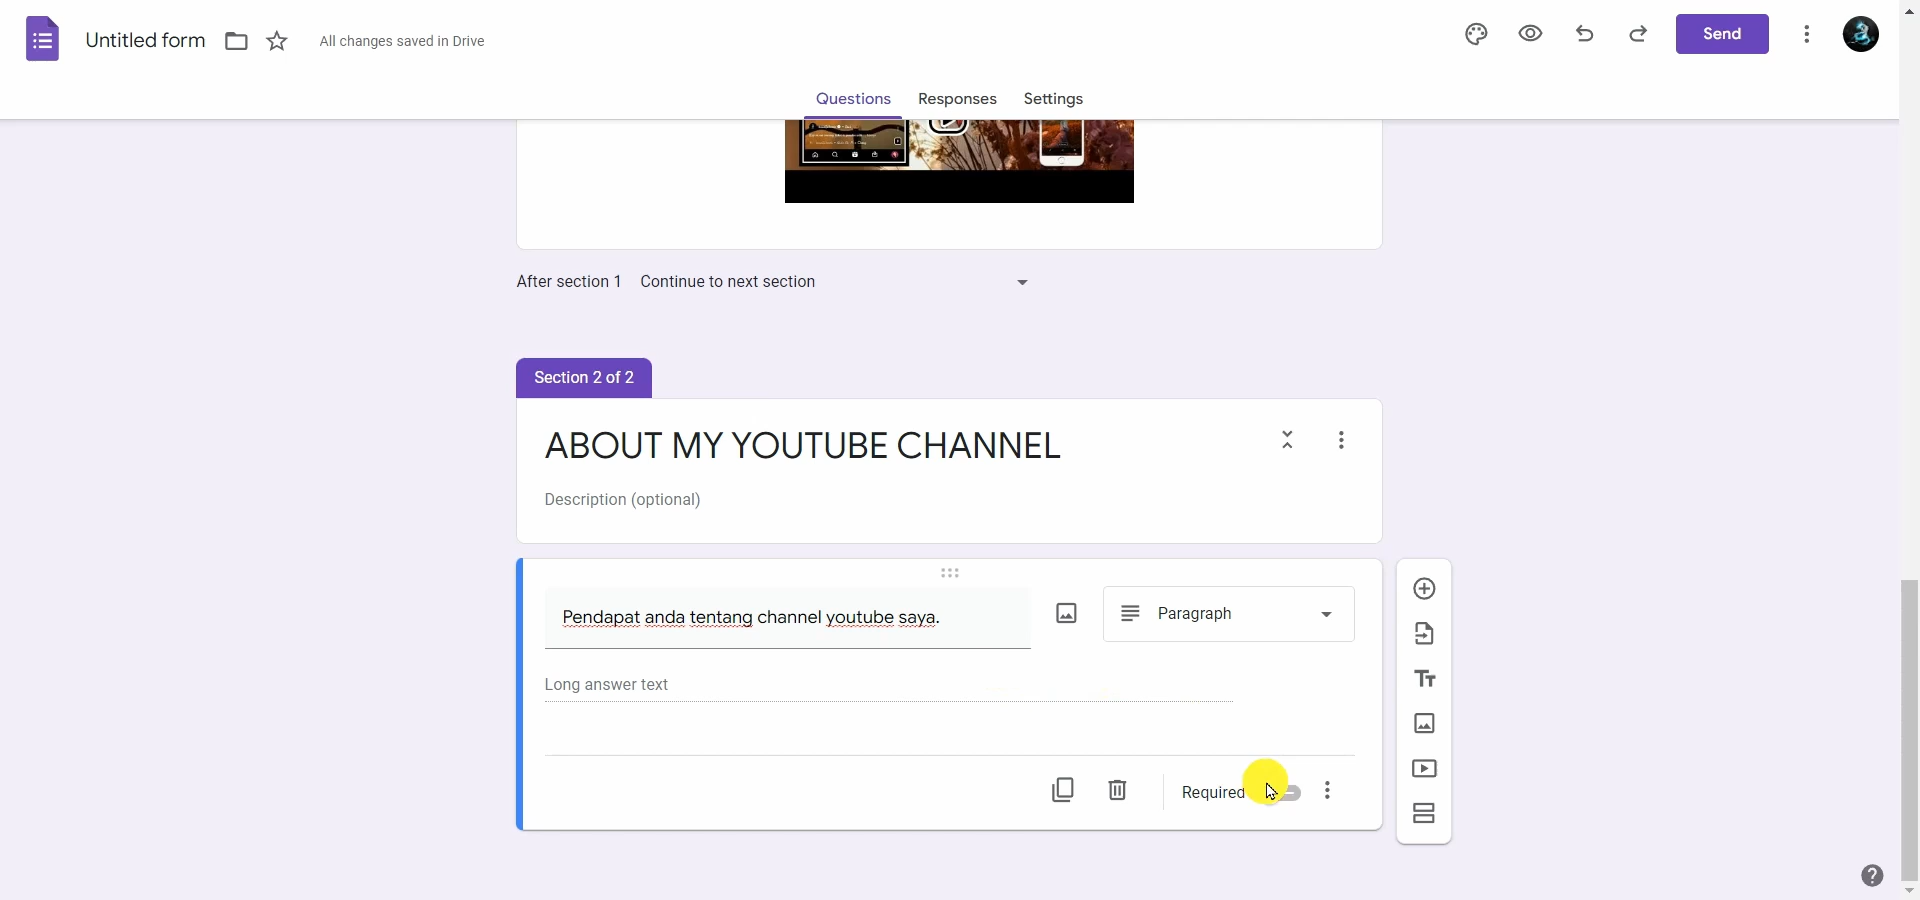 Untitled form
All changes saved in Drive
Send
Questions
Responses
Settings
After section 1
Continue to next section
Section 2 of 2
ABOUT MY YOUTUBE CHANNEL
Description (optional)
Pendapat anda tentang channel youtube saya.
Paragraph
Long answer text
Required